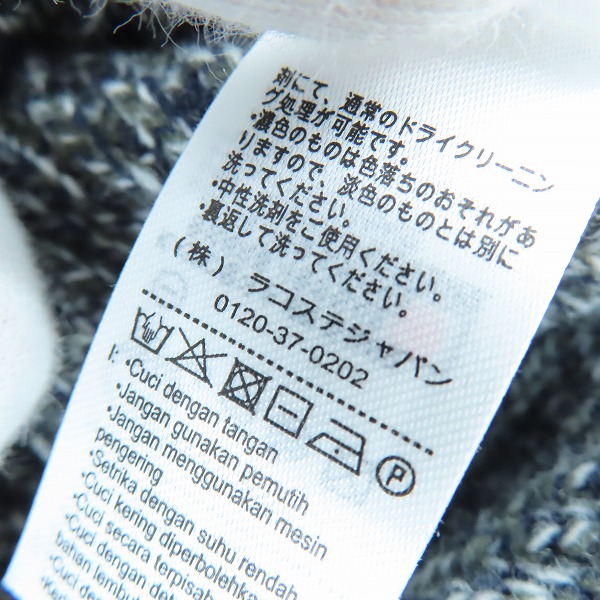 剤にて、通常のドライクリーニン
グ処理が可能です。
・濃色のものは色落ちのおそれがあ
りますので、淡色のものとは別に
洗ってください。
・中性洗剤をご使用ください。
・裏返して洗ってください。
(株) ラコステジャパン
0120-37-0202
P
I: •Cuci dengan tangan
•Jangan gunakan pemutih
•Jangan menggunakan mesin
pengering
•Setrika dengan suhu rendah
•Cuci kering diperbolehka
•Cuci secara terpisah
•Cuci dengan
bahan